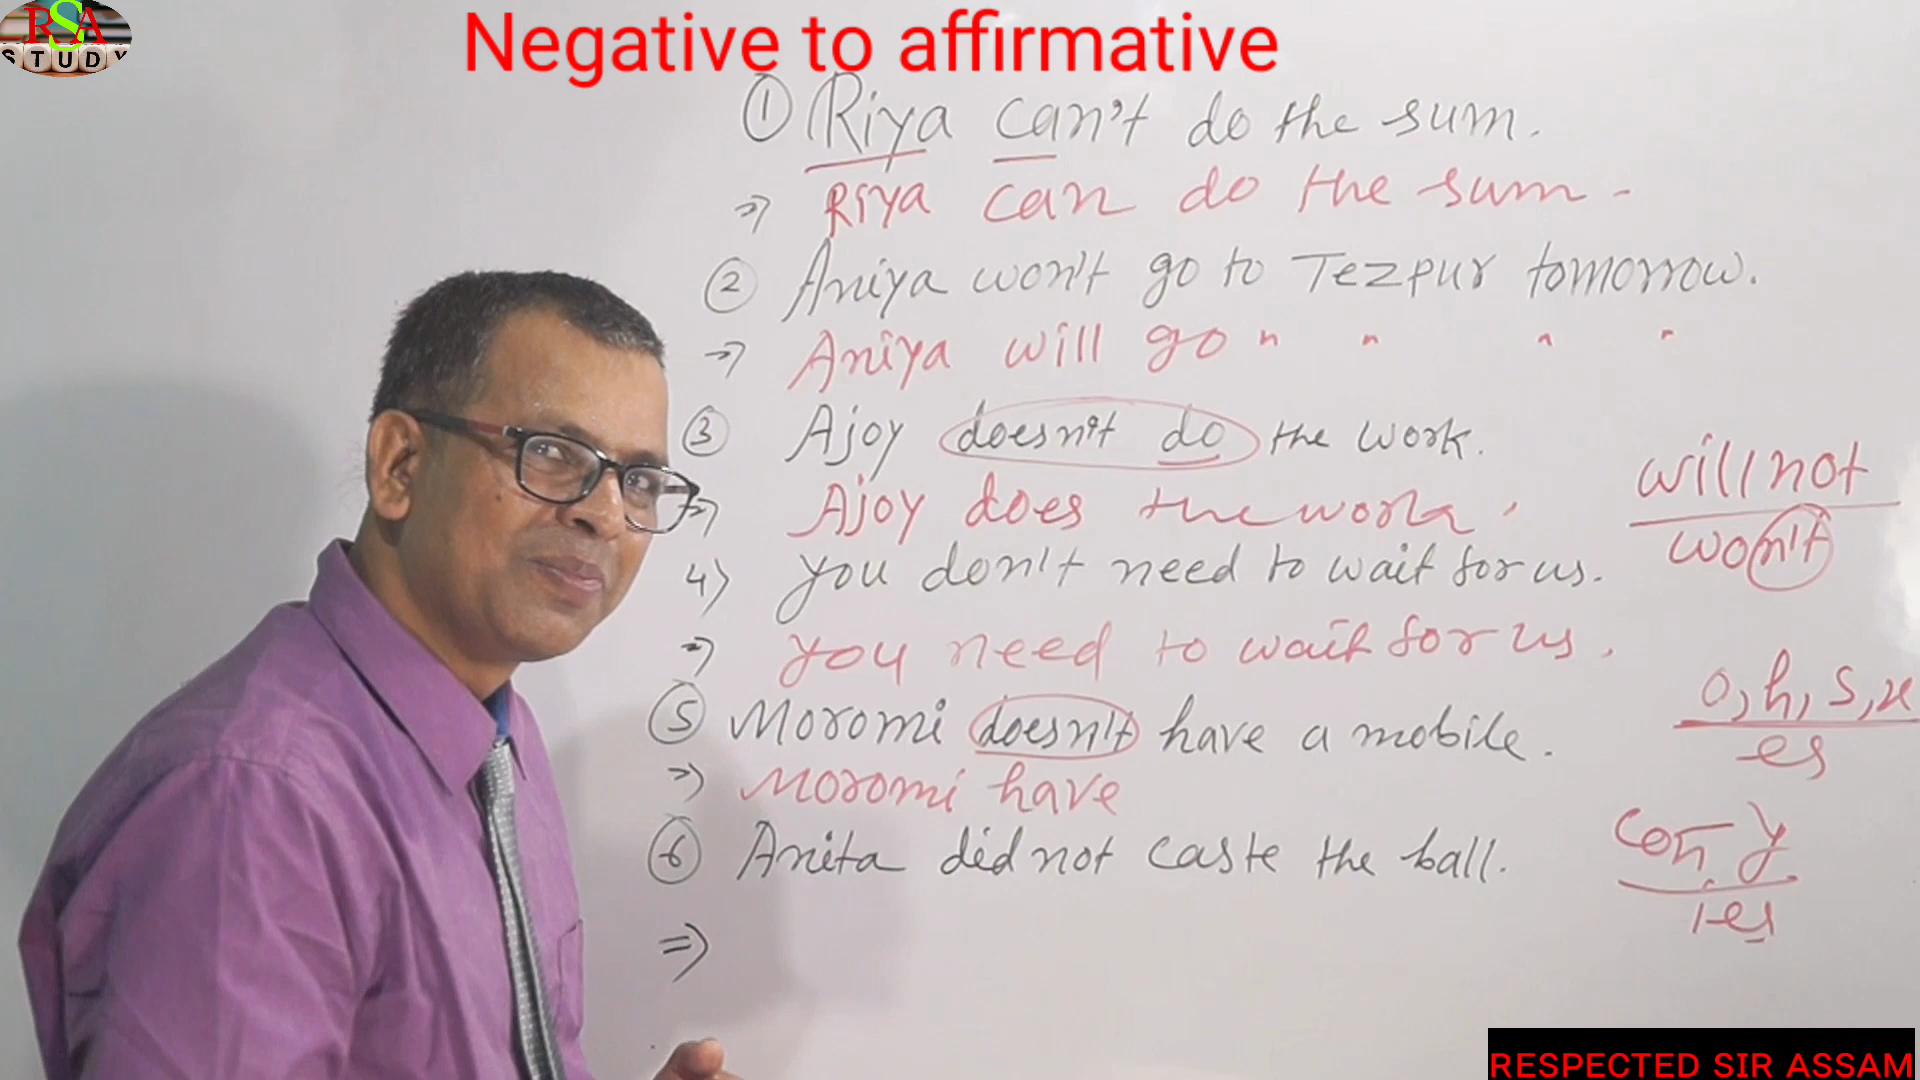 RSA
STUDY
Negative to affirmative
① Riya can't do the sum.
⇒ Riya can do the sum -
② Aniya won't go to Tezpur tomorrow.
⇒ Aniya will go " " " "
③ Ajoy doesn't do the work.
⇒ Ajoy does the work.
will not
won't
4) you don't need to wait for us.
⇒ you need to wait for us.
o, h, s, x
es
⑤ Moromi doesn't have a mobile.
⇒ Moromi have
con. y
i-es
⑥ Anita did not caste the ball.
⇒
RESPECTED SIR ASSAM